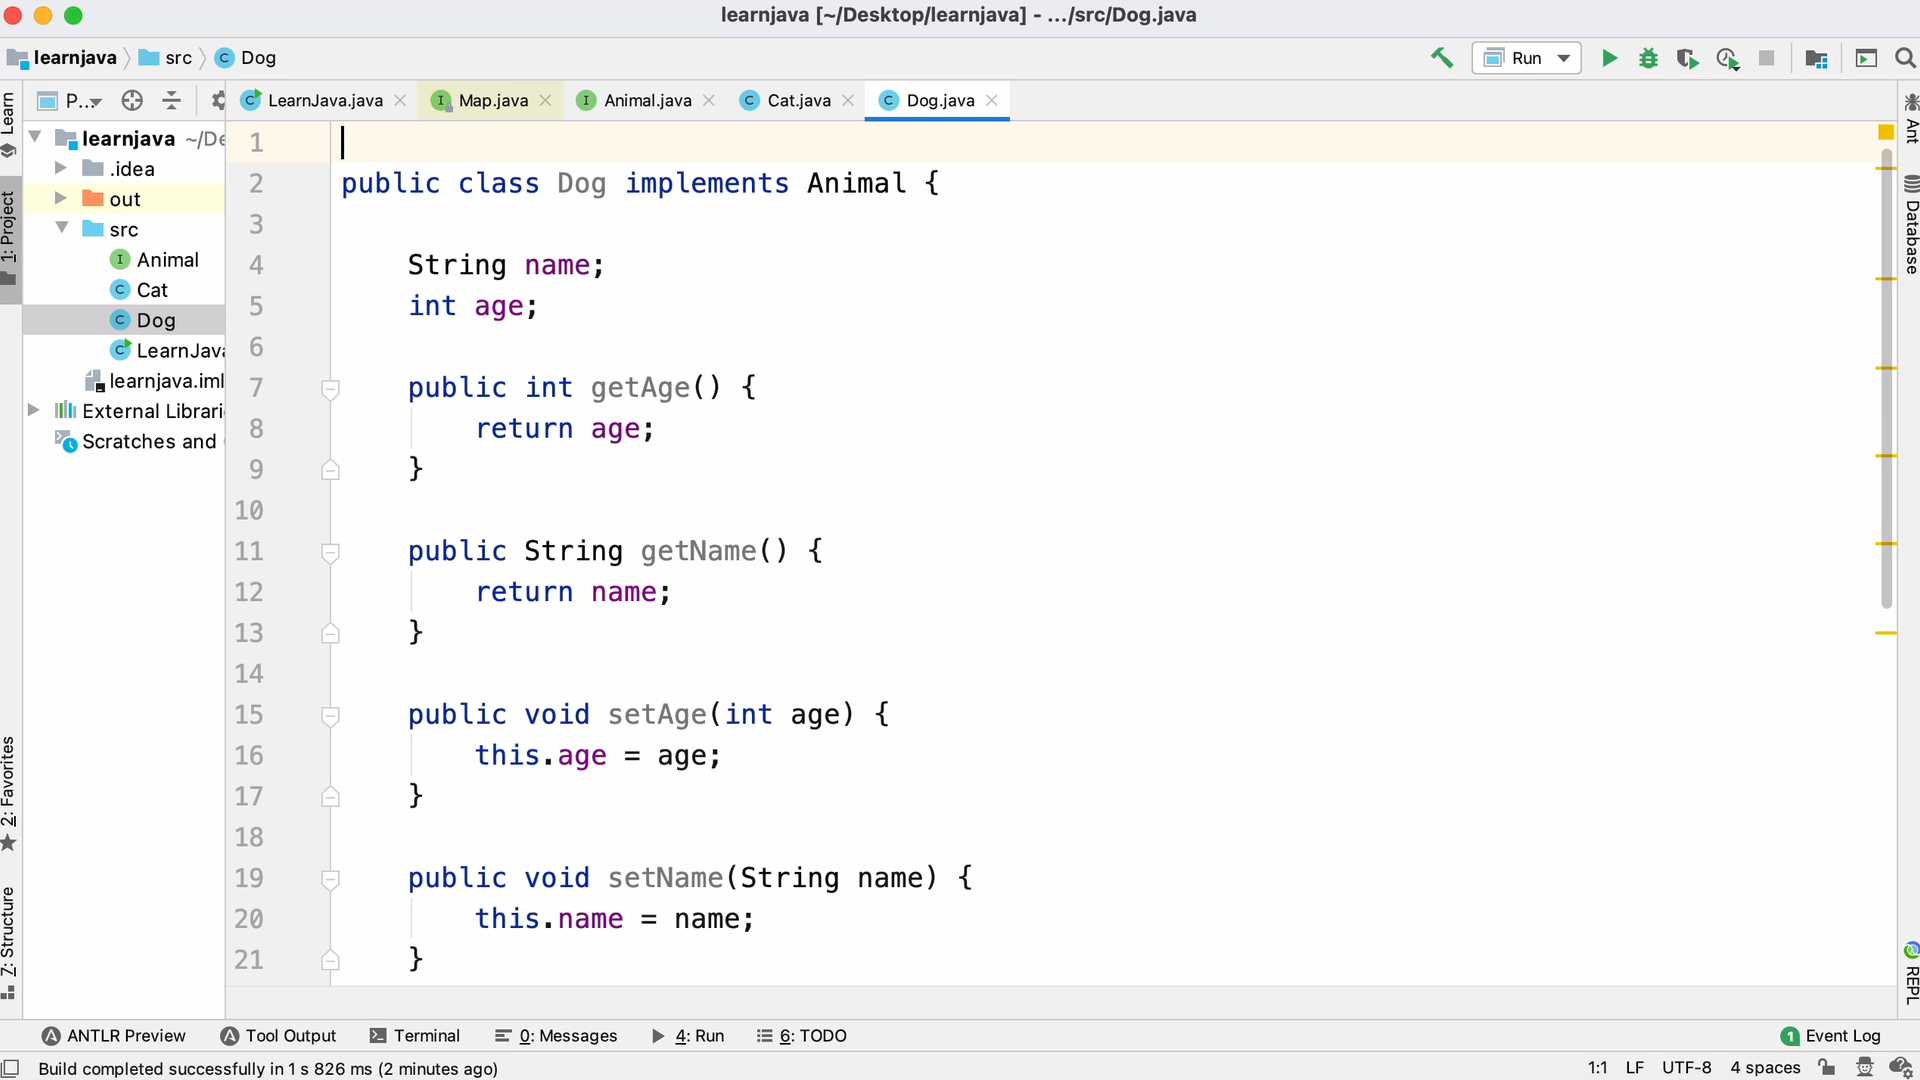 learnjava [~/Desktop/learnjava] - .../src/Dog.java
learnjava src Dog
Run
P... LearnJava.java Map.java Animal.java Cat.java Dog.java
Learn
1: Project
2: Favorites
7: Structure
learnjava ~/De
.idea
out
src
Animal
Cat
Dog
LearnJava
learnjava.iml
External Librari
Scratches and
1
2 public class Dog implements Animal {
3
4 String name;
5 int age;
6
7 public int getAge() {
8 return age;
9 }
10
11 public String getName() {
12 return name;
13 }
14
15 public void setAge(int age) {
16 this.age = age;
17 }
18
19 public void setName(String name) {
20 this.name = name;
21 }
Ant
Database
REPL
ANTLR Preview Tool Output Terminal 0: Messages 4: Run 6: TODO 1 Event Log
Build completed successfully in 1 s 826 ms (2 minutes ago) 1:1 LF UTF-8 4 spaces